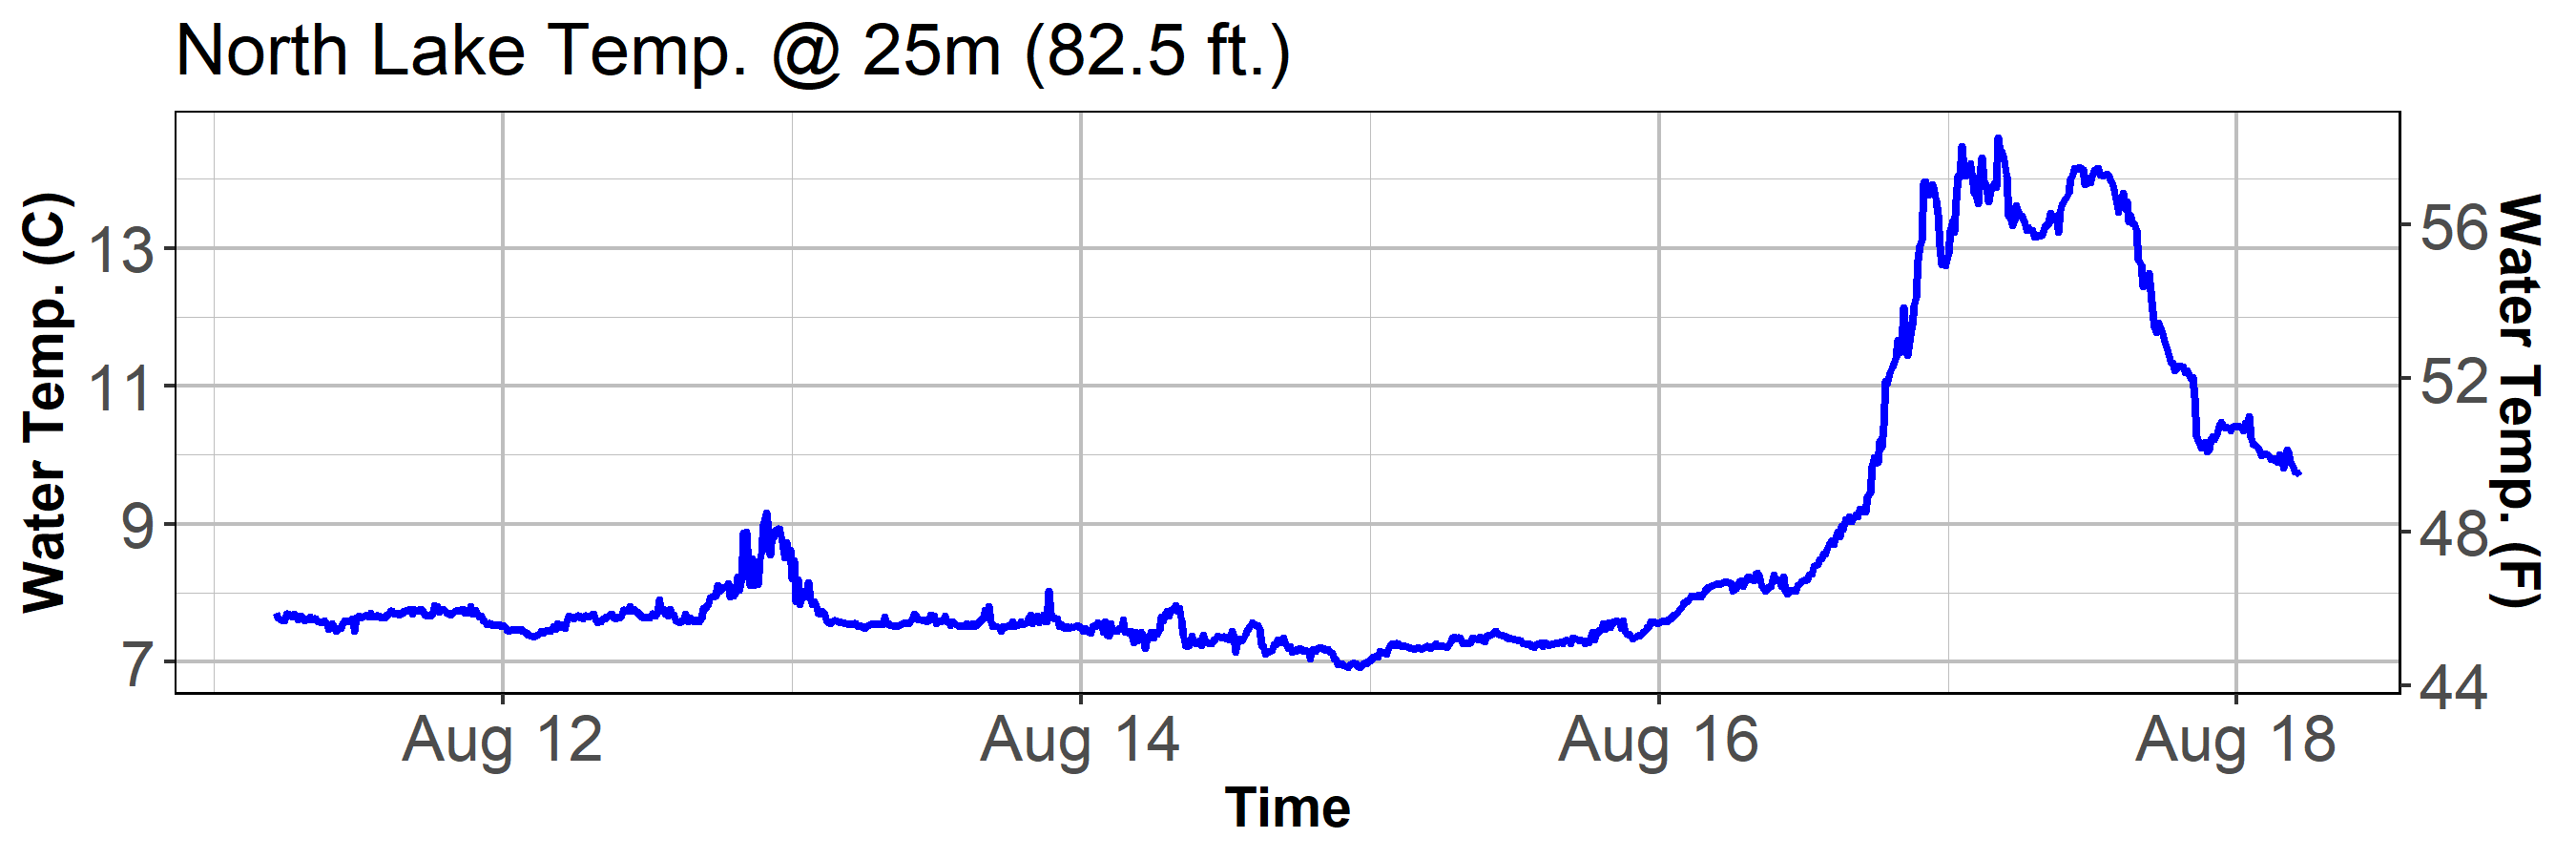 North Lake Temp. @ 25m (82.5 ft.)
Water Temp. (C)
13
11
9
7
56
52
48
44
Water Temp. (F)
Aug 12 Aug 14 Aug 16 Aug 18
Time